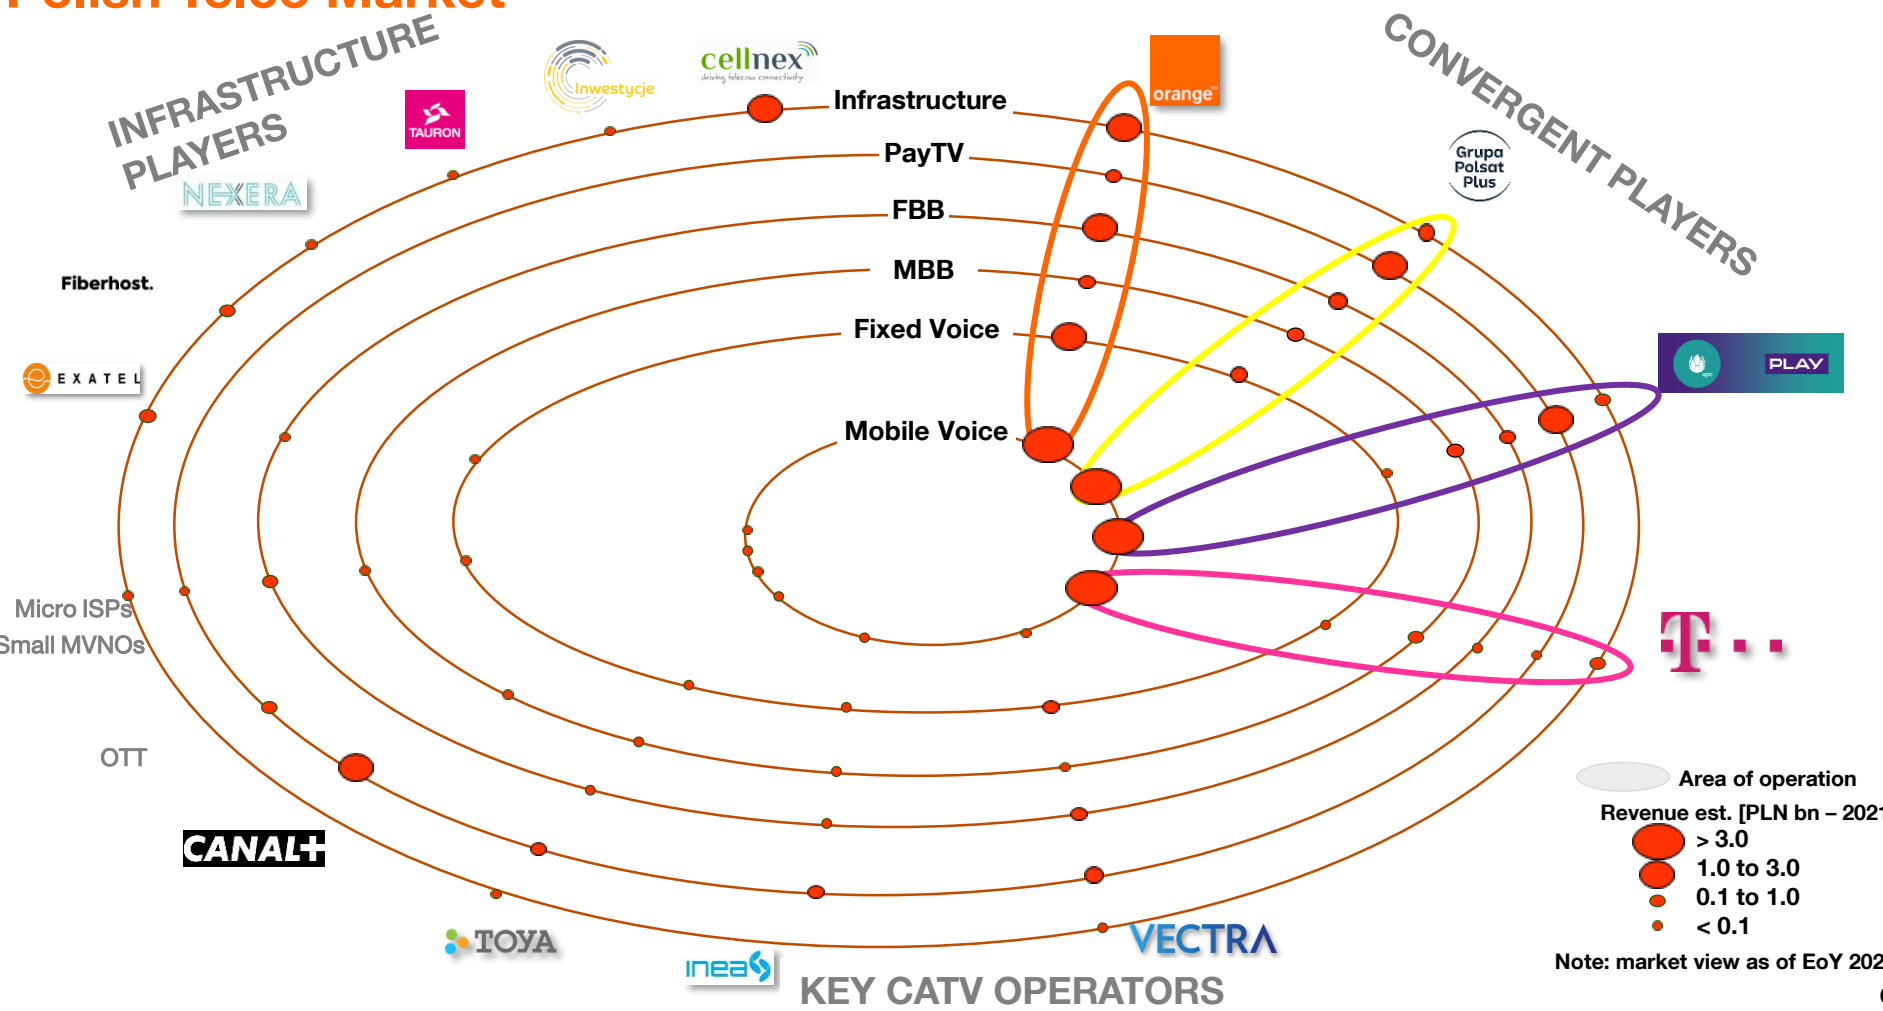 Polish Telco Market
INFRASTRUCTURE
PLAYERS
CONVERGENT PLAYERS
cellnex
driving telecom connectivity
Inwestycje
TAURON
NEXERA
Fiberhost.
EXATEL
orange
Grupa
Polsat
Plus
upc
PLAY
T
Infrastructure
PayTV
FBB
MBB
Fixed Voice
Mobile Voice
Micro ISPs
Small MVNOs
OTT
CANAL+
TOYA
inea
VECTRA
KEY CATV OPERATORS
Area of operation
Revenue est. [PLN bn – 2021
> 3.0
1.0 to 3.0
0.1 to 1.0
< 0.1
Note: market view as of EoY 202